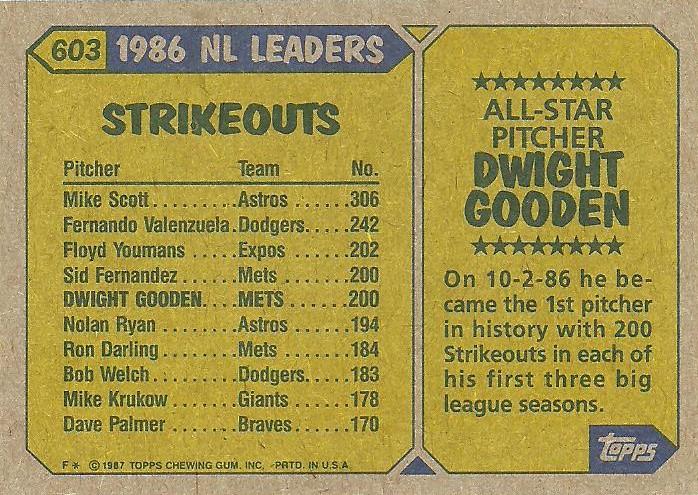 603 1986 NL LEADERS
STRIKEOUTS
Pitcher Team No.
Mike Scott.........Astros......306
Fernando Valenzuela.Dodgers.....242
Floyd Youmans.....Expos......202
Sid Fernandez......Mets.......200
DWIGHT GOODEN....METS.......200
Nolan Ryan........Astros......194
Ron Darling........Mets.......184
Bob Welch.........Dodgers.....183
Mike Krukow.......Giants......178
Dave Palmer.......Braves......170
F* © 1987 TOPPS CHEWING GUM, INC. -PRTD. IN U.S.A.
ALL-STAR
PITCHER
DWIGHT
GOODEN
On 10-2-86 he be-
came the 1st pitcher
in history with 200
Strikeouts in each of
his first three big
league seasons.
topps